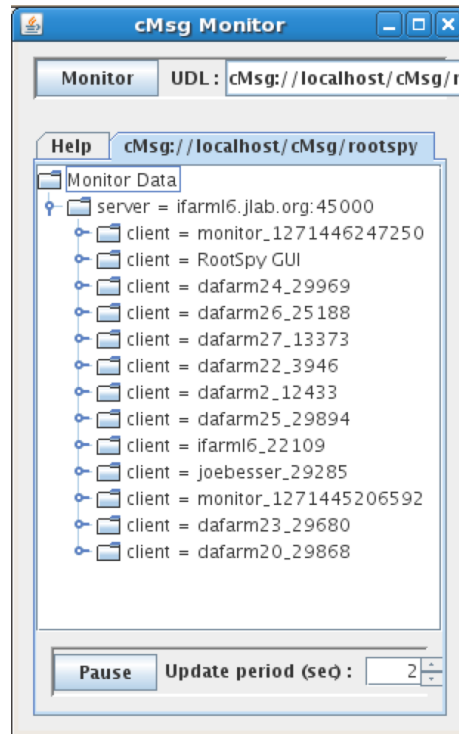 cMsg Monitor
Monitor UDL: cMsg://localhost/cMsg/r
Help cMsg://localhost/cMsg/rootspy
Monitor Data
server = ifarml6.jlab.org:45000
client = monitor_1271446247250
client = RootSpy GUI
client = dafarm24_29969
client = dafarm26_25188
client = dafarm27_13373
client = dafarm22_3946
client = dafarm2_12433
client = dafarm25_29894
client = ifarml6_22109
client = joebesser_29285
client = monitor_1271445206592
client = dafarm23_29680
client = dafarm20_29868
Pause Update period (sec) : 2